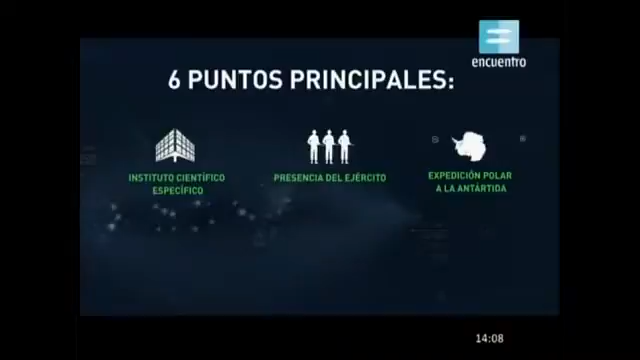 encuentro
6 PUNTOS PRINCIPALES:
INSTITUTO CIENTÍFICO
ESPECÍFICO
PRESENCIA DEL EJÉRCITO
EXPEDICIÓN POLAR
A LA ANTÁRTIDA
14:08